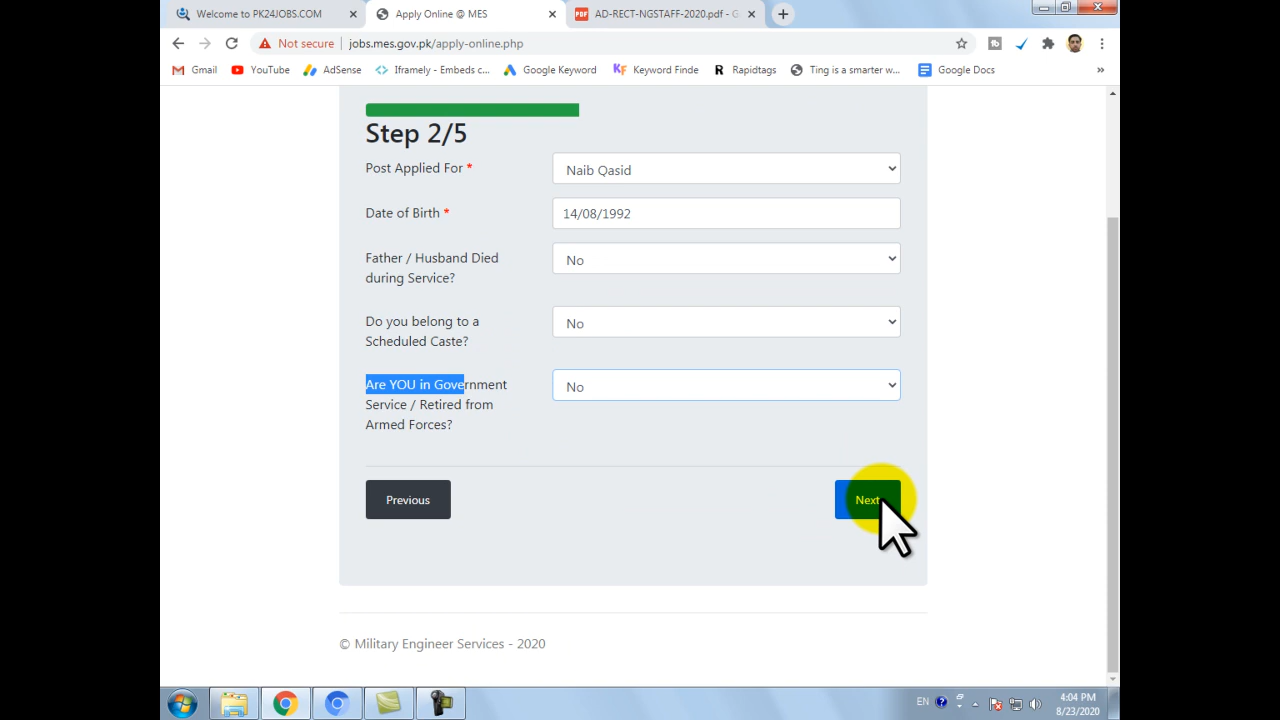 Welcome to PK24JOBS.COM
Apply Online @ MES
AD-RECT-NGSTAFF-2020.pdf - G
Not secure
jobs.mes.gov.pk/apply-online.php
Gmail
YouTube
AdSense
Iframely - Embeds c...
Google Keyword
Keyword Finde
Rapidtags
Ting is a smarter w...
Google Docs
»
Step 2/5
Post Applied For *
Naib Qasid
Date of Birth *
14/08/1992
Father / Husband Died
during Service?
No
Do you belong to a
Scheduled Caste?
No
Are YOU in Government
Service / Retired from
Armed Forces?
No
Previous
Next
© Military Engineer Services - 2020
EN
4:04 PM
8/23/2020